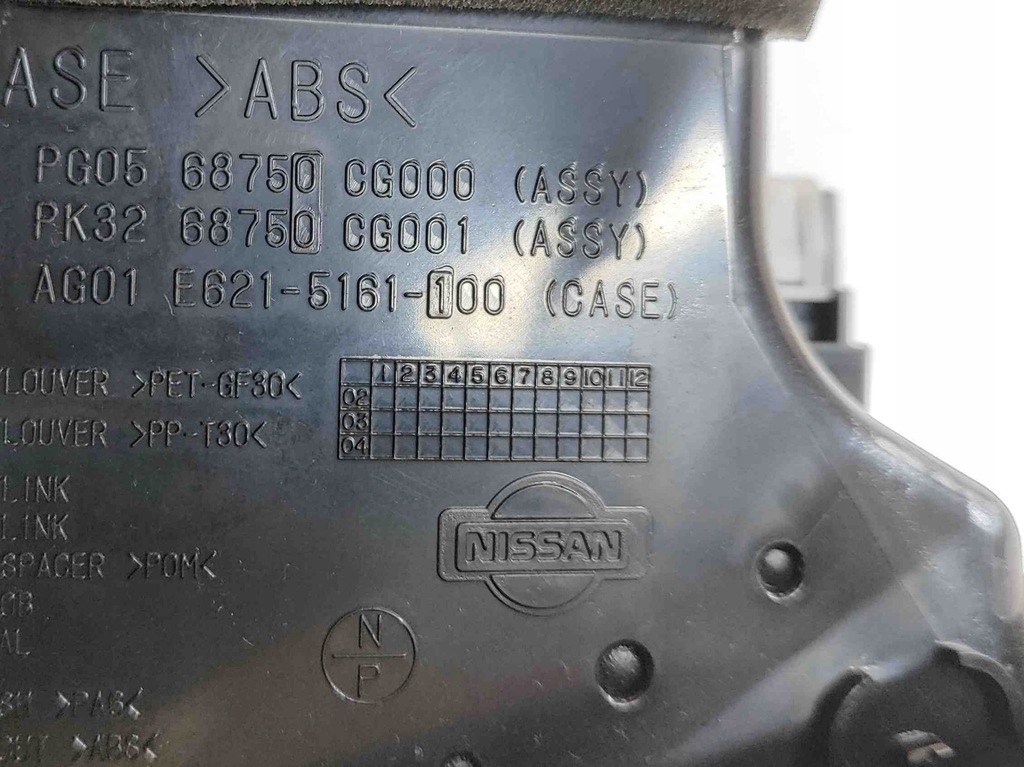 ASE >ABS<
PG05 68750 CG000 (ASSY)
PK32 68750 CG001 (ASSY)
AG01 E621-5161-100 (CASE)
/LOUVER >PET-GF30<
/LOUVER >PP-T30<
1 2 3 4 5 6 7 8 9 10 11 12
02
03
04
LINK
LINK
SPACER >POM<
NISSAN
AL
N
P
>PA6<
>ABS<